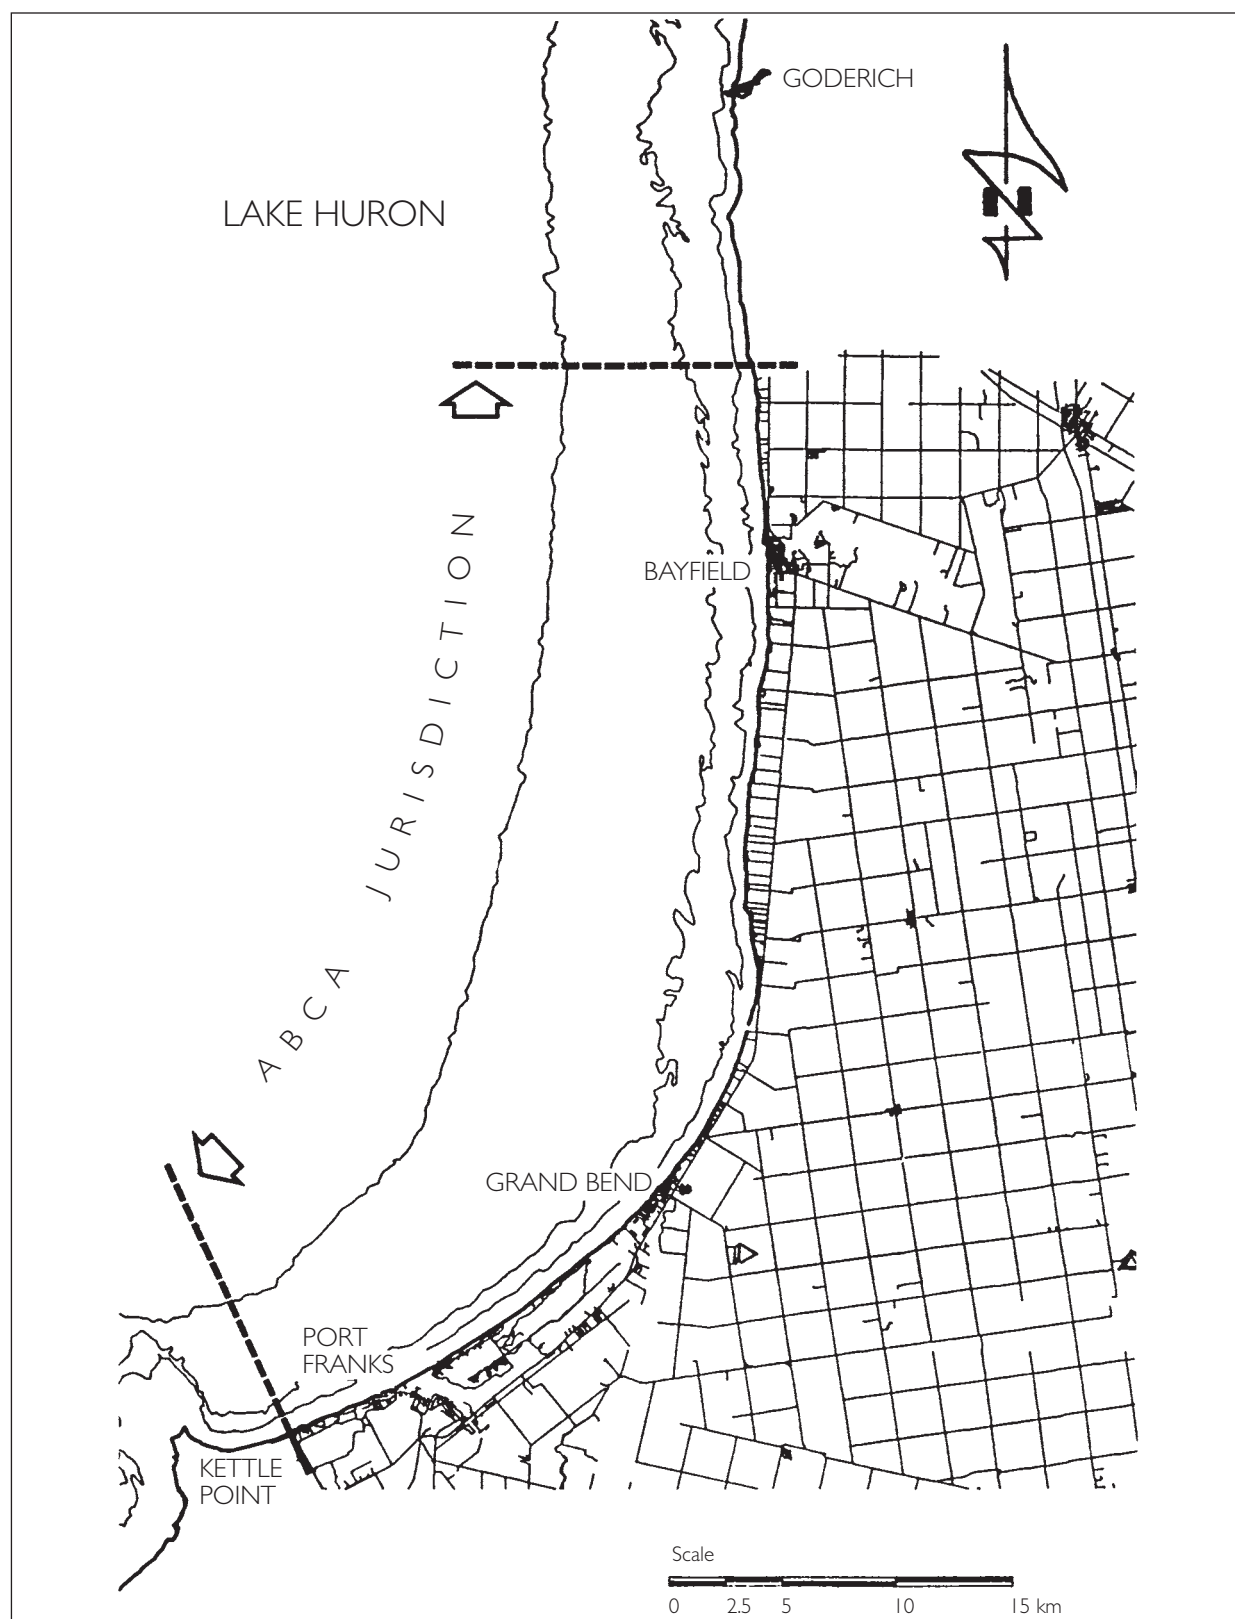 GODERICH
LAKE HURON
N
ABCA JURISDICTION
BAYFIELD
GRAND BEND
PORT
FRANKS
KETTLE
POINT
Scale
0 2.5 5 10 15 km